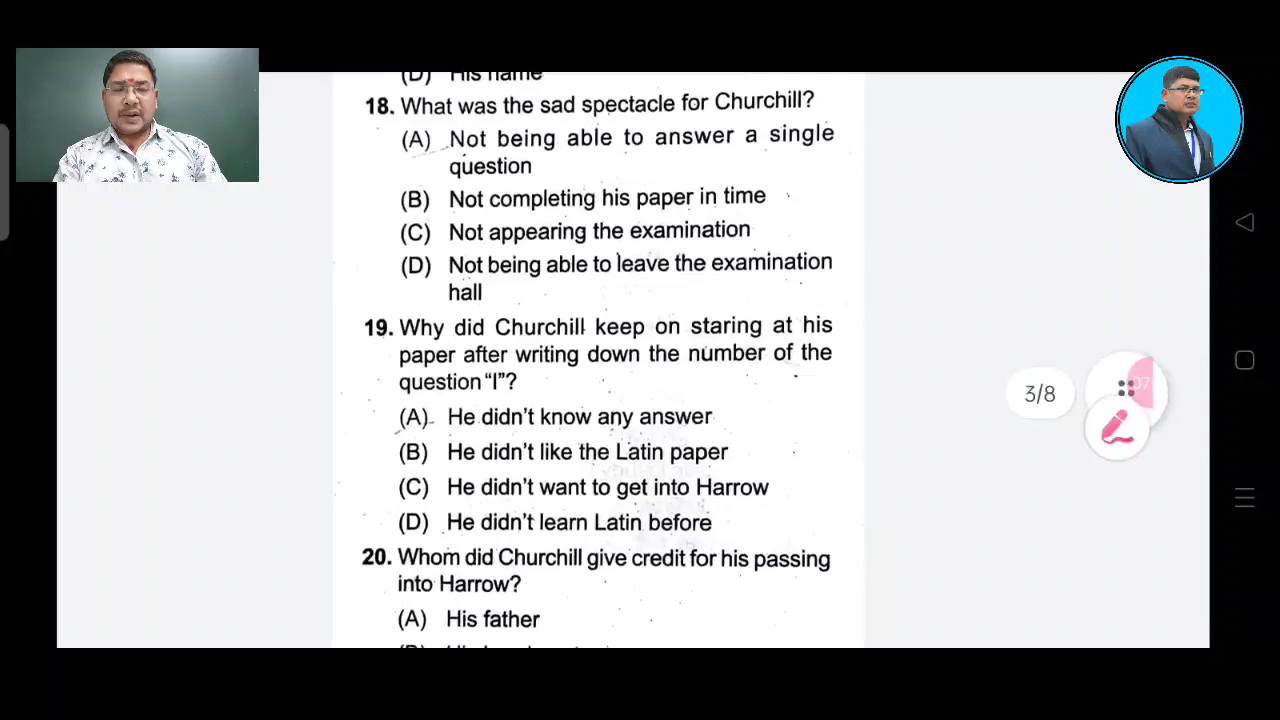 (D) His name
18. What was the sad spectacle for Churchill?
(A) Not being able to answer a single
question
(B) Not completing his paper in time
(C) Not appearing the examination
(D) Not being able to leave the examination
hall
19. Why did Churchill keep on staring at his
paper after writing down the number of the
question “I”?
(A) He didn’t know any answer
(B) He didn’t like the Latin paper
(C) He didn’t want to get into Harrow
(D) He didn’t learn Latin before
20. Whom did Churchill give credit for his passing
into Harrow?
(A) His father
3/8